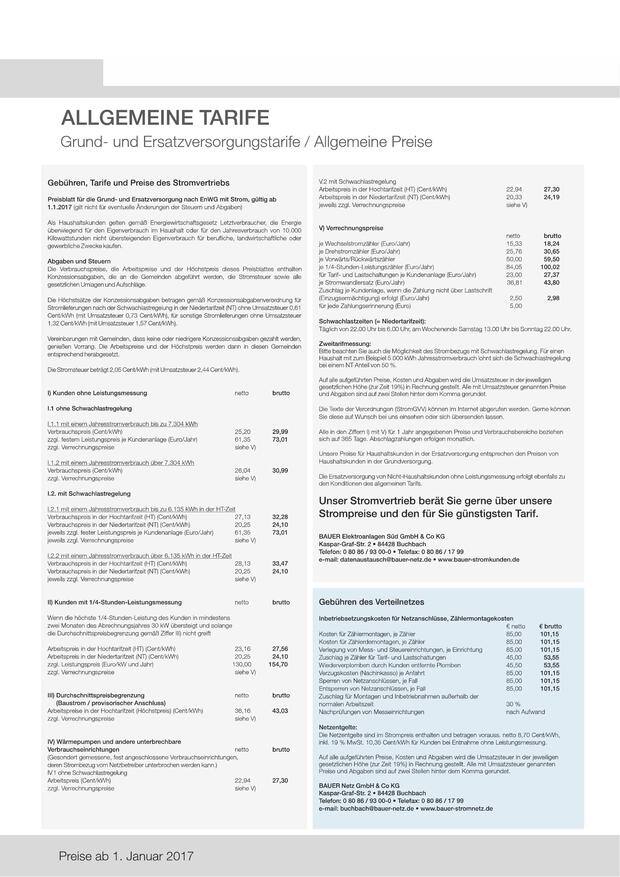 ALLGEMEINE TARIFE
Grund- und Ersatzversorgungstarife / Allgemeine Preise
Gebühren, Tarife und Preise des Stromvertriebs
Preisblatt für die Grund- und Ersatzversorgung nach EnWG mit Strom, gültig ab
1.1.2017 (gilt nicht für eventuelle Änderungen der Steuern und Abgaben)
Als Haushaltskunden gelten gemäß Energiewirtschaftsgesetz Letztverbraucher, die Energie
überwiegend für den Eigenverbrauch im Haushalt oder für den Jahresverbrauch von 10.000
Kilowattstunden nicht übersteigenden Eigenverbrauch für berufliche, landwirtschaftliche oder
gewerbliche Zwecke kaufen.
Abgaben und Steuern
Die Verbrauchspreise, die Arbeitspreise und der Höchstpreis dieses Preisblattes enthalten
Konzessionsabgaben, die an die Gemeinden abgeführt werden, die Stromsteuer sowie alle
gesetzlichen Umlagen und Aufschläge.
Die Höchstsätze der Konzessionsabgaben betragen gemäß Konzessionsabgabenverordnung für
Stromlieferungen nach der Schwachlastregelung in der Niedertarifzeit (NT) ohne Umsatzsteuer 0,61
Cent/kWh (mit Umsatzsteuer 0,73 Cent/kWh), für sonstige Stromlieferungen ohne Umsatzsteuer
1,32 Cent/kWh (mit Umsatzsteuer 1,57 Cent/kWh).
Vereinbarungen mit Gemeinden, dass keine oder niedrigere Konzessionsabgaben gezahlt werden,
genießen Vorrang. Die Arbeitspreise und der Höchstpreis werden dann in diesen Gemeinden
entsprechend herabgesetzt.
Die Stromsteuer beträgt 2,05 Cent/kWh (mit Umsatzsteuer 2,44 Cent/kWh).
I) Kunden ohne Leistungsmessung netto brutto
I.1 ohne Schwachlastregelung
I.1.1 mit einem Jahresstromverbrauch bis zu 7.304 kWh
Verbrauchspreis (Cent/kWh) 25,20 29,99
zzgl. festem Leistungspreis je Kundenanlage (Euro/Jahr) 61,35 73,01
zzgl. Verrechnungspreise siehe V)
I.1.2 mit einem Jahresstromverbrauch über 7.304 kWh
Verbrauchspreis (Cent/kWh) 26,04 30,99
zzgl. Verrechnungspreise siehe V)
I.2. mit Schwachlastregelung
I.2.1 mit einem Jahresstromverbrauch bis zu 6.135 kWh in der HT-Zeit
Verbrauchspreis in der Hochtarifzeit (HT) (Cent/kWh) 27,13 32,28
Verbrauchspreis in der Niedertarifzeit (NT) (Cent/kWh) 20,25 24,10
jeweils zzgl. fester Leistungspreis je Kundenanlage (Euro/Jahr) 61,35 73,01
jeweils zzgl. Verrechnungspreise siehe V)
I.2.2 mit einem Jahresstromverbrauch über 6.135 kWh in der HT-Zeit
Verbrauchspreis in der Hochtarifzeit (HT) (Cent/kWh) 28,13 33,47
Verbrauchspreis in der Niedertarifzeit (NT) (Cent/kWh) 20,25 24,10
jeweils zzgl. Verrechnungspreise siehe V)
II) Kunden mit 1/4-Stunden-Leistungsmessung netto brutto
Wenn die höchste 1/4-Stunden-Leistung des Kunden in mindestens
zwei Monaten des Abrechnungsjahres 30 kW übersteigt und solange
die Durchschnittspreisbegrenzung gemäß Ziffer III) nicht greift
Arbeitspreis in der Hochtarifzeit (HT) (Cent/kWh) 23,16 27,56
Arbeitspreis in der Niedertarifzeit (NT) (Cent/kWh) 20,25 24,10
zzgl. Leistungspreis (Euro/kW und Jahr) 130,00 154,70
zzgl. Verrechnungspreise siehe V)
III) Durchschnittspreisbegrenzung netto brutto
(Baustrom / provisorischer Anschluss)
Arbeitspreise in der Hochtarifzeit (Höchstpreis) (Cent/kWh) 36,16 43,03
zzgl. Verrechnungspreise siehe V)
IV) Wärmepumpen und andere unterbrechbare
Verbrauchseinrichtungen netto brutto
(Gesondert gemessene, fest angeschlossene Verbrauchseinrichtungen,
deren Strombezug vom Netzbetreiber unterbrochen werden kann.)
IV.1 ohne Schwachlastregelung
Arbeitspreis (Cent/kWh) 22,94 27,30
zzgl. Verrechnungspreise siehe V)
V.2 mit Schwachlastregelung
Arbeitspreis in der Hochtarifzeit (HT) (Cent/kWh) 22,94 27,30
Arbeitspreis in der Niedertarifzeit (NT) (Cent/kWh) 20,33 24,19
jeweils zzgl. Verrechnungspreise siehe V)
V) Verrechnungspreise
netto brutto
je Wechselstromzähler (Euro/Jahr) 15,33 18,24
je Drehstromzähler (Euro/Jahr) 25,76 30,65
je Vorwärts/Rückwärtszähler 50,00 59,50
je 1/4-Stunden-Leistungszähler (Euro/Jahr) 84,05 100,02
für Tarif- und Lastschaltungen je Kundenanlage (Euro/Jahr) 23,00 27,37
je Stromwandlersatz (Euro/Jahr) 36,81 43,80
Zuschlag je Kundenlage, wenn die Zahlung nicht über Lastschrift
(Einzugsermächtigung) erfolgt (Euro/Jahr) 2,50 2,98
für jede Zahlungserinnerung (Euro) 5,00
Schwachlastzeiten (= Niedertarifzeit):
Täglich von 22.00 Uhr bis 6.00 Uhr, am Wochenende Samstag 13.00 Uhr bis Sonntag 22.00 Uhr.
Zweitarifmessung:
Bitte beachten Sie auch die Möglichkeit des Strombezugs mit Schwachlastregelung. Für einen
Haushalt mit zum Beispiel 5.000 kWh Jahresstromverbrauch lohnt sich die Schwachlastregelung
bei einem NT-Anteil von 50 %.
Auf alle aufgeführten Preise, Kosten und Abgaben wird die Umsatzsteuer in der jeweiligen
gesetzlichen Höhe (zur Zeit 19%) in Rechnung gestellt. Alle mit Umsatzsteuer genannten Preise
und Abgaben sind auf zwei Stellen hinter dem Komma gerundet.
Die Texte der Verordnungen (StromGVV) können im Internet abgerufen werden. Gerne können
Sie diese auf Wunsch bei uns einsehen oder sich übersenden lassen.
Alle in den Ziffern I) mit V) für 1 Jahr angegebenen Preise und Verbrauchsbereiche beziehen
sich auf 365 Tage. Abschlagzahlungen erfolgen monatlich.
Unsere Preise für Haushaltskunden in der Ersatzversorgung entsprechen den Preisen von
Haushaltskunden in der Grundversorgung.
Die Ersatzversorgung von Nicht-Haushaltskunden ohne Leistungsmessung erfolgt ebenfalls zu
den Konditionen des allgemeinen Tarifs.
Unser Stromvertrieb berät Sie gerne über unsere
Strompreise und den für Sie günstigsten Tarif.
BAUER Elektroanlagen Süd GmbH & Co KG
Kaspar-Graf-Str. 2 • 84428 Buchbach
Telefon: 0 80 86 / 93 00-0 • Telefax: 0 80 86 / 17 99
e-mail: datenaustausch@bauer-netz.de • www.bauer-stromkunden.de
Gebühren des Verteilnetzes
Inbetriebsetzungskosten für Netzanschlüsse, Zählermontagekosten
€ netto € brutto
Kosten für Zählermontagen, je Zähler 85,00 101,15
Kosten für Zählerdemontagen, je Zähler 85,00 101,15
Verlegung von Mess- und Steuereinrichtungen, je Einrichtung 85,00 101,15
Zuschlag je Zähler für Tarif- und Lastschaltungen 45,00 53,55
Wiederverplomben durch Kunden entfernte Plomben 45,50 53,55
Verzugskosten (Nachinkasso) je Anfahrt 85,00 101,15
Sperren von Netzanschlüssen, je Fall 85,00 101,15
Entsperren von Netzanschlüssen, je Fall 85,00 101,15
Zuschlag für Montagen und Inbetriebnahmen außerhalb der
normalen Arbeitszeit 30 %
Nachprüfungen von Messeinrichtungen nach Aufwand
Netzentgelte:
Die Netzentgelte sind im Strompreis enthalten und betragen vorauss. netto 8,70 Cent/kWh,
inkl. 19 % MwSt. 10,35 Cent/kWh für Kunden bei Entnahme ohne Leistungsmessung.
Auf alle aufgeführten Preise, Kosten und Abgaben wird die Umsatzsteuer in der jeweiligen
gesetzlichen Höhe (zur Zeit 19%) in Rechnung gestellt. Alle mit Umsatzsteuer genannten
Preise und Abgaben sind auf zwei Stellen hinter dem Komma gerundet.
BAUER Netz GmbH & Co KG
Kaspar-Graf-Str. 2 • 84428 Buchbach
Telefon: 0 80 86 / 93 00-0 • Telefax: 0 80 86 / 17 99
e-mail: buchbach@bauer-netz.de • www.bauer-stromnetz.de
Preise ab 1. Januar 2017